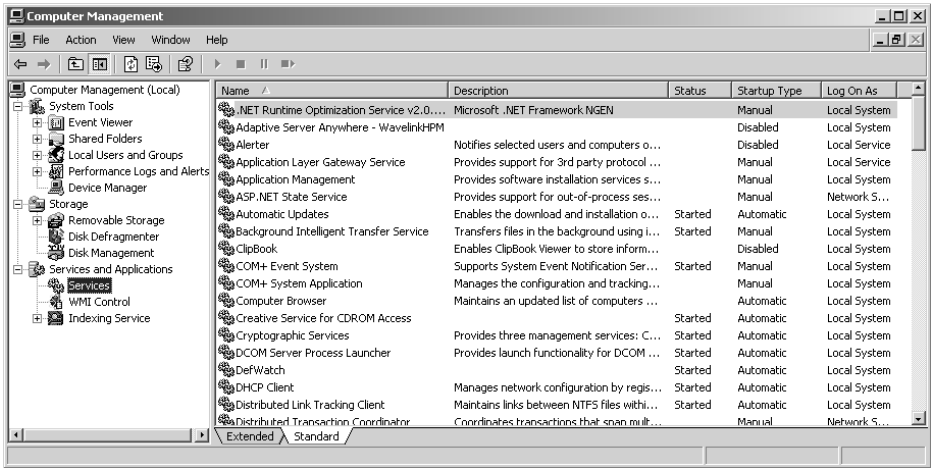 Computer Management
File Action View Window Help
Computer Management (Local)
System Tools
Event Viewer
Shared Folders
Local Users and Groups
Performance Logs and Alerts
Device Manager
Storage
Removable Storage
Disk Defragmenter
Disk Management
Services and Applications
Services
WMI Control
Indexing Service
Name Description Status Startup Type Log On As
.NET Runtime Optimization Service v2.0.... Microsoft .NET Framework NGEN Manual Local System
Adaptive Server Anywhere - WavelinkHPM Disabled Local System
Alerter Notifies selected users and computers o... Disabled Local Service
Application Layer Gateway Service Provides support for 3rd party protocol ... Manual Local Service
Application Management Provides software installation services s... Manual Local System
ASP.NET State Service Provides support for out-of-process ses... Manual Network S...
Automatic Updates Enables the download and installation o... Started Automatic Local System
Background Intelligent Transfer Service Transfers files in the background using i... Started Manual Local System
ClipBook Enables ClipBook Viewer to store inform... Disabled Local System
COM+ Event System Supports System Event Notification Ser... Started Manual Local System
COM+ System Application Manages the configuration and tracking... Manual Local System
Computer Browser Maintains an updated list of computers ... Automatic Local System
Creative Service for CDROM Access Started Automatic Local System
Cryptographic Services Provides three management services: C... Started Automatic Local System
DCOM Server Process Launcher Provides launch functionality for DCOM ... Started Automatic Local System
DefWatch Started Automatic Local System
DHCP Client Manages network configuration by regis... Started Automatic Local System
Distributed Link Tracking Client Maintains links between NTFS files withi... Started Automatic Local System
Distributed Transaction Coordinator Coordinates transactions that span mult... Manual Network S...
Extended Standard